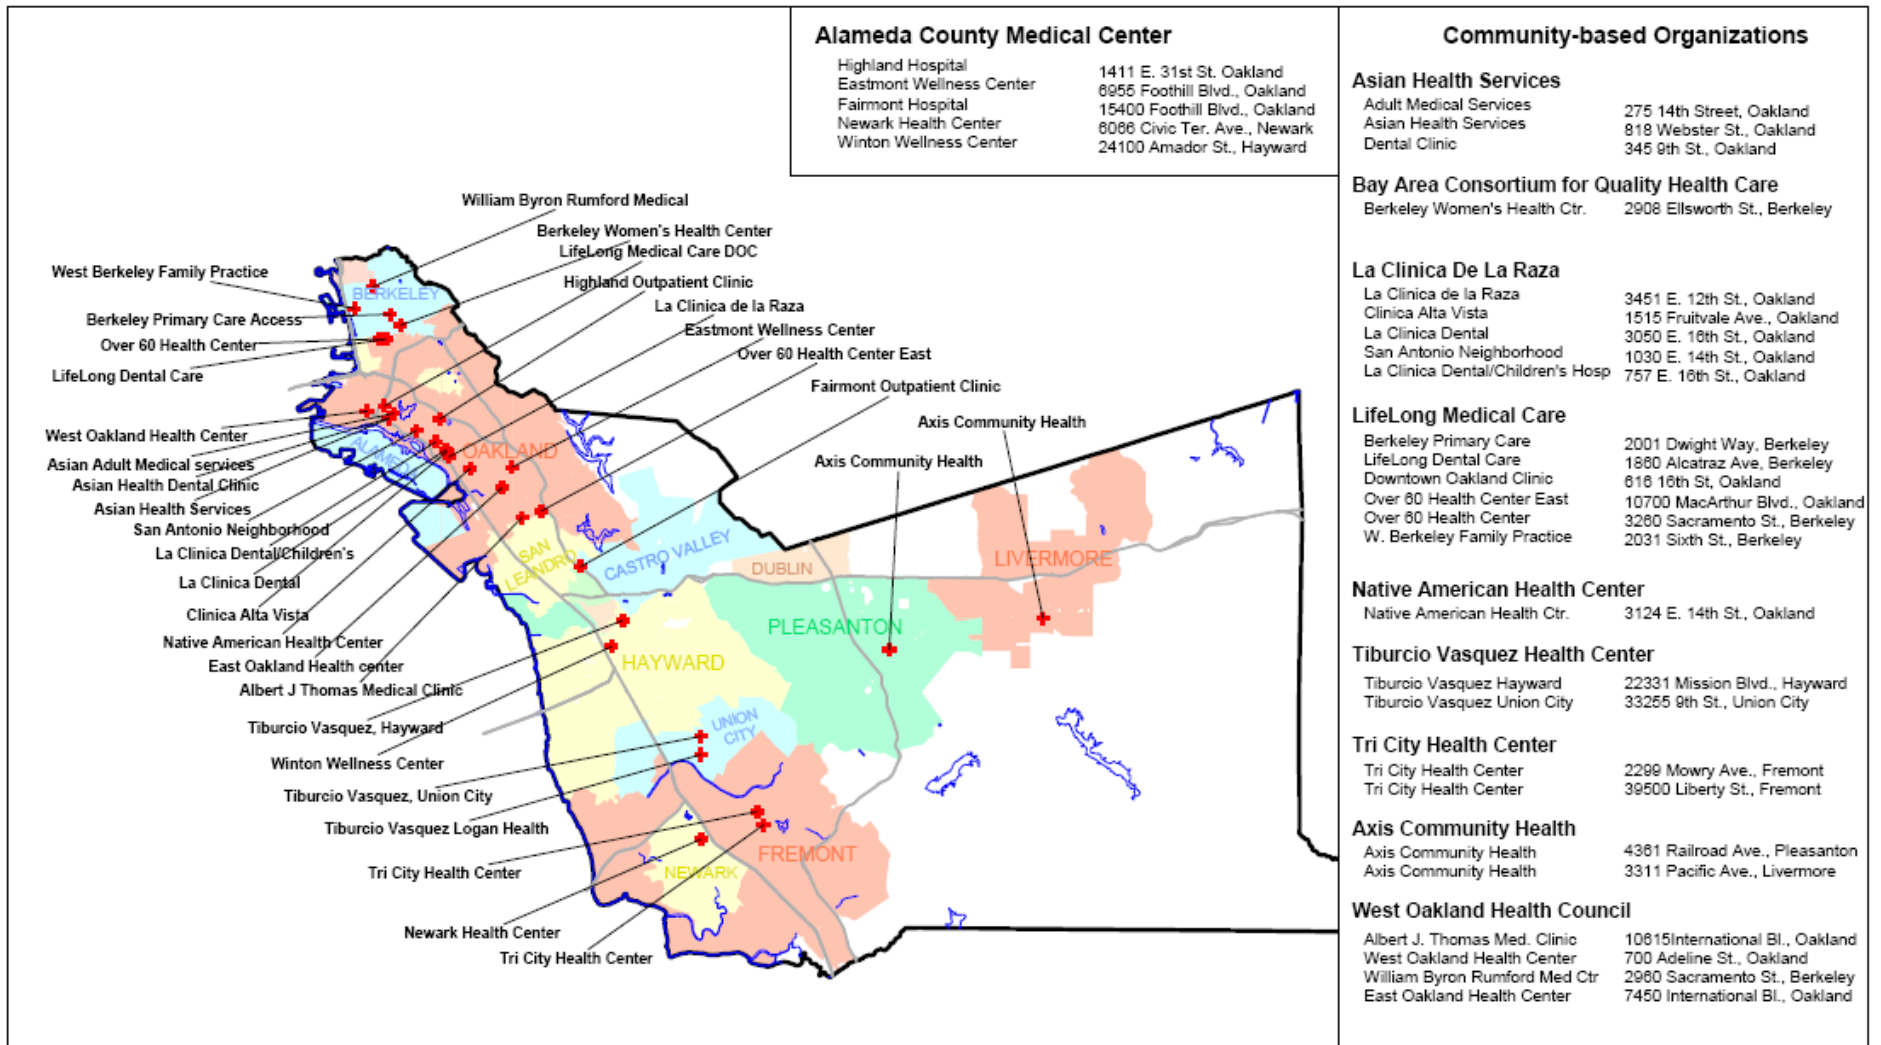 Alameda County Medical Center
Highland Hospital 1411 E. 31st St. Oakland
Eastmont Wellness Center 6955 Foothill Blvd., Oakland
Fairmont Hospital 15400 Foothill Blvd., Oakland
Newark Health Center 6066 Civic Ter. Ave., Newark
Winton Wellness Center 24100 Amador St., Hayward
Community-based Organizations
Asian Health Services
Adult Medical Services 275 14th Street, Oakland
Asian Health Services 818 Webster St., Oakland
Dental Clinic 345 9th St., Oakland
Bay Area Consortium for Quality Health Care
Berkeley Women's Health Ctr. 2908 Ellsworth St., Berkeley
La Clinica De La Raza
La Clinica de la Raza 3451 E. 12th St., Oakland
Clinica Alta Vista 1515 Fruitvale Ave., Oakland
La Clinica Dental 3050 E. 16th St., Oakland
San Antonio Neighborhood 1030 E. 14th St., Oakland
La Clinica Dental/Children's Hosp 757 E. 16th St., Oakland
LifeLong Medical Care
Berkeley Primary Care 2001 Dwight Way, Berkeley
LifeLong Dental Care 1860 Alcatraz Ave, Berkeley
Downtown Oakland Clinic 616 16th St, Oakland
Over 60 Health Center East 10700 MacArthur Blvd., Oakland
Over 60 Health Center 3260 Sacramento St., Berkeley
W. Berkeley Family Practice 2031 Sixth St., Berkeley
Native American Health Center
Native American Health Ctr. 3124 E. 14th St., Oakland
Tiburcio Vasquez Health Center
Tiburcio Vasquez Hayward 22331 Mission Blvd., Hayward
Tiburcio Vasquez Union City 33255 9th St., Union City
Tri City Health Center
Tri City Health Center 2299 Mowry Ave., Fremont
Tri City Health Center 39500 Liberty St., Fremont
Axis Community Health
Axis Community Health 4361 Railroad Ave., Pleasanton
Axis Community Health 3311 Pacific Ave., Livermore
West Oakland Health Council
Albert J. Thomas Med. Clinic 10615International Bl., Oakland
West Oakland Health Center 700 Adeline St., Oakland
William Byron Rumford Med Ctr 2960 Sacramento St., Berkeley
East Oakland Health Center 7450 International Bl., Oakland
William Byron Rumford Medical
Berkeley Women's Health Center
LifeLong Medical Care DOC
Highland Outpatient Clinic
La Clinica de la Raza
Eastmont Wellness Center
Over 60 Health Center East
Fairmont Outpatient Clinic
Axis Community Health
Axis Community Health
West Berkeley Family Practice
Berkeley Primary Care Access
Over 60 Health Center
LifeLong Dental Care
West Oakland Health Center
Asian Adult Medical services
Asian Health Dental Clinic
Asian Health Services
San Antonio Neighborhood
La Clinica Dental/Children's
La Clinica Dental
Clinica Alta Vista
Native American Health Center
East Oakland Health center
Albert J Thomas Medical Clinic
Tiburcio Vasquez, Hayward
Winton Wellness Center
Tiburcio Vasquez, Union City
Tiburcio Vasquez Logan Health
Tri City Health Center
Newark Health Center
Tri City Health Center
BERKELEY
OAKLAND
ALAMEDA
SAN
LEANDRO
CASTRO VALLEY
DUBLIN
LIVERMORE
PLEASANTON
HAYWARD
UNION
CITY
FREMONT
NEWARK